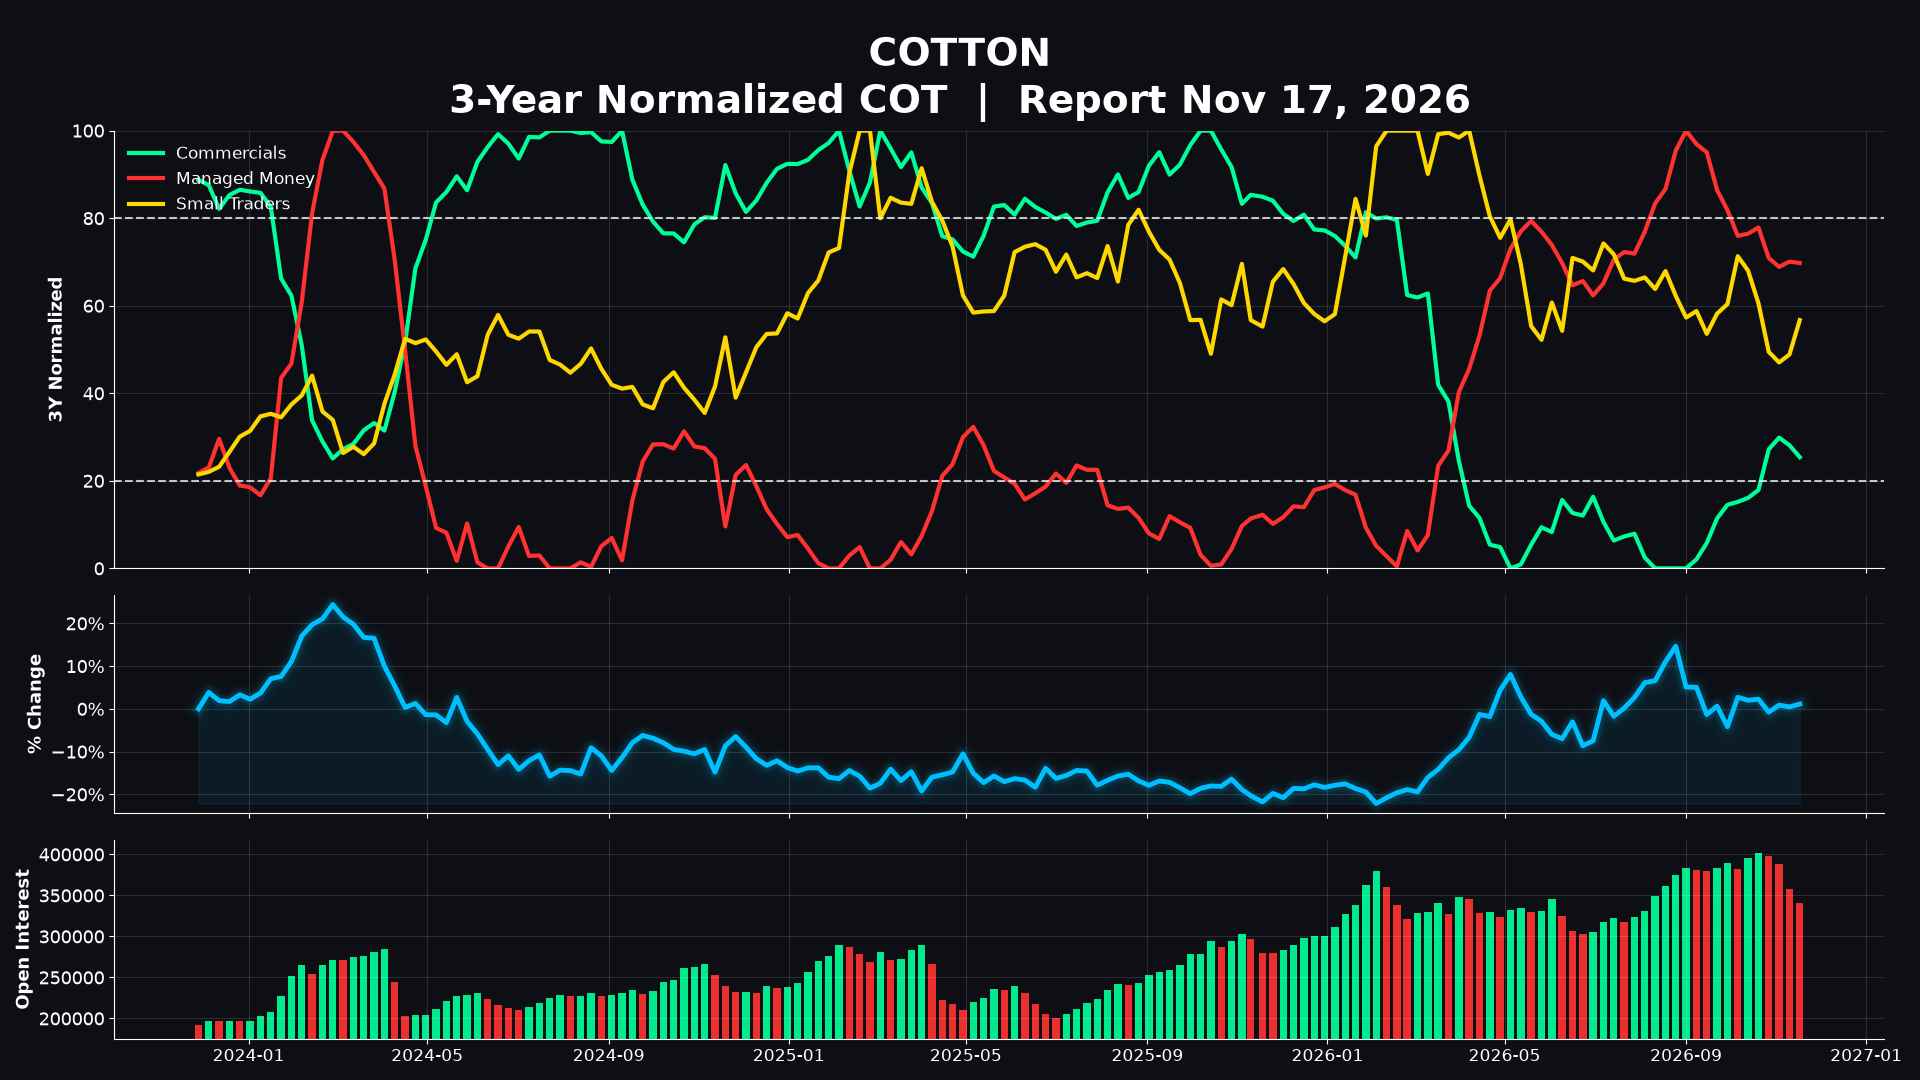 COTTON
3-Year Normalized COT | Report Nov 17, 2026
100
80
60
40
20
0
3Y Normalized
Commercials
Managed Money
Small Traders
20%
10%
0%
−10%
−20%
% Change
400000
350000
300000
250000
200000
Open Interest
2024-01 2024-05 2024-09 2025-01 2025-05 2025-09 2026-01 2026-05 2026-09 2027-01